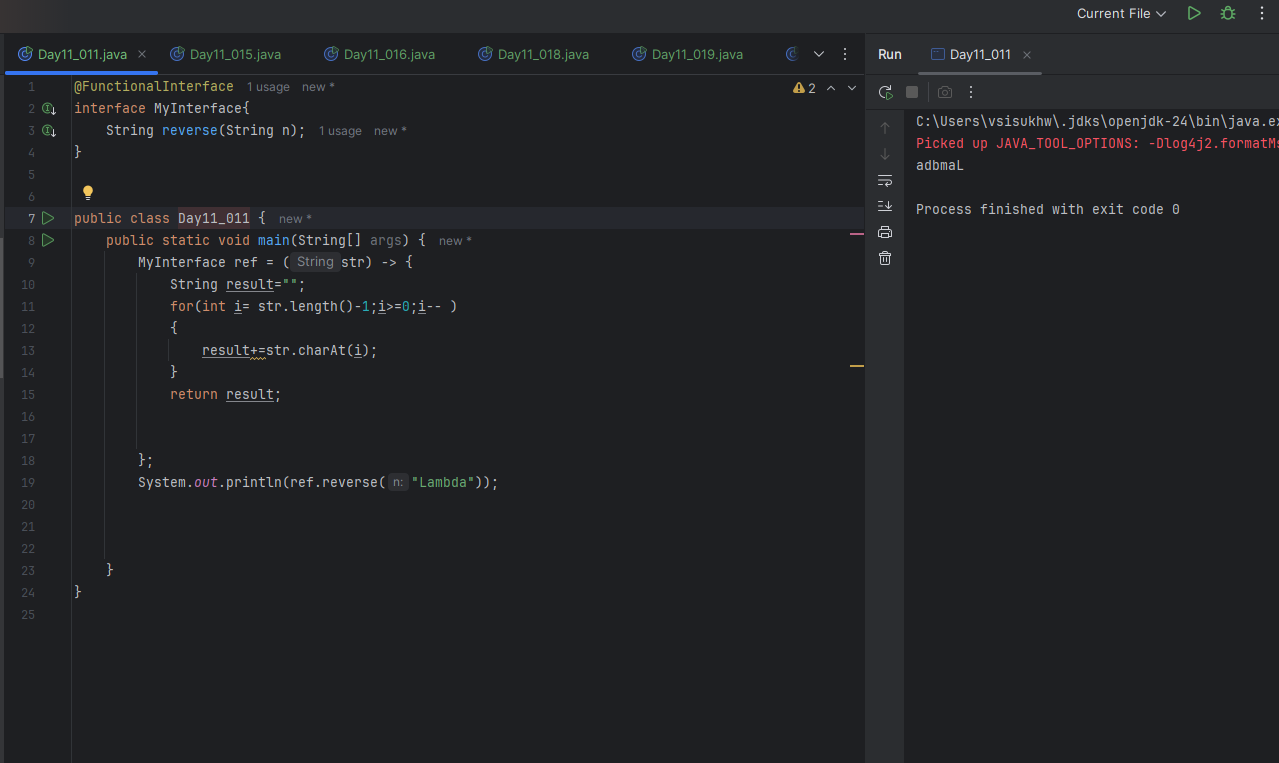 Current File
Day11_011.java
Day11_015.java
Day11_016.java
Day11_018.java
Day11_019.java
Run
Day11_011
2
1 @FunctionalInterface 1 usage new *
2 interface MyInterface{
3 String reverse(String n); 1 usage new *
4 }
5
6
7 public class Day11_011 { new *
8 public static void main(String[] args) { new *
9 MyInterface ref = ( String str) -> {
10 String result="";
11 for(int i= str.length()-1;i>=0;i-- )
12 {
13 result+=str.charAt(i);
14 }
15 return result;
16
17
18 };
19 System.out.println(ref.reverse( n: "Lambda"));
20
21
22
23 }
24 }
25
C:\Users\vsisukhw\.jdks\openjdk-24\bin\java.ex
Picked up JAVA_TOOL_OPTIONS: -Dlog4j2.formatMs
adbmaL
Process finished with exit code 0